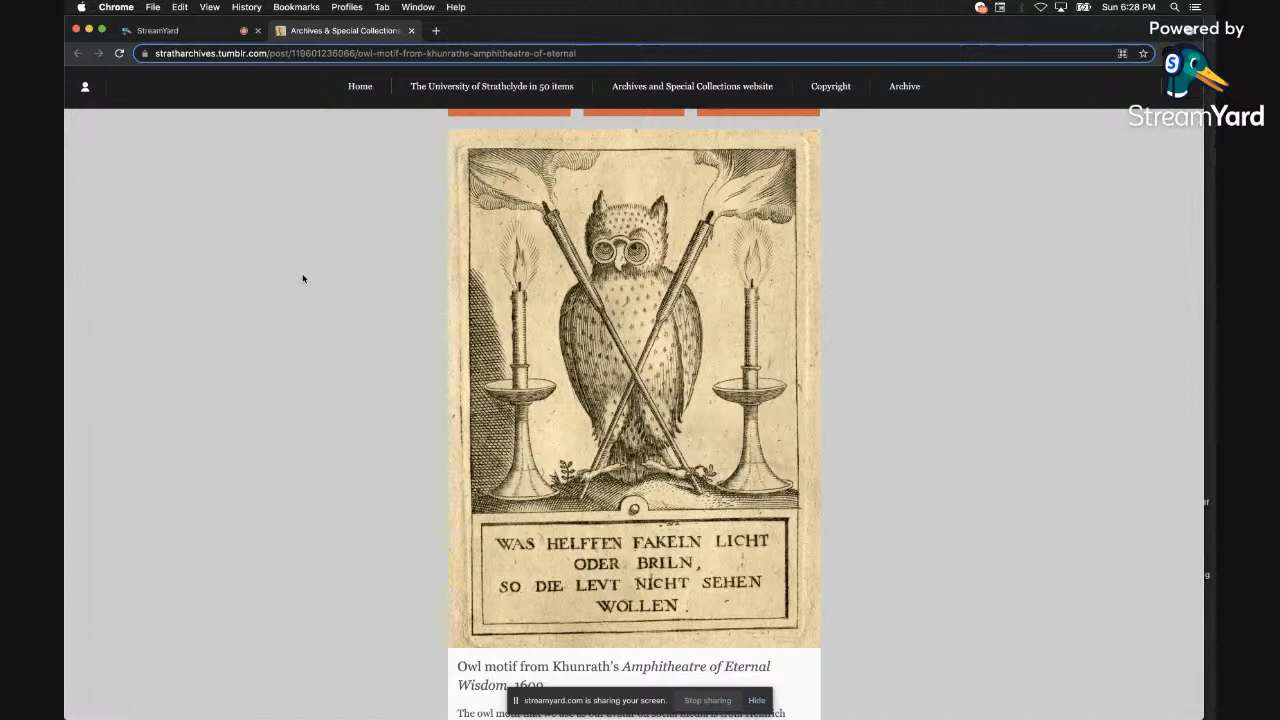 Chrome File Edit View History Bookmarks Profiles Tab Window Help Sun 6:28 PM
Powered by
StreamYard
StreamYard
Archives & Special Collections,
stratharchives.tumblr.com/post/119601236066/owl-motif-from-khunraths-amphitheatre-of-eternal
Home The University of Strathclyde in 50 items Archives and Special Collections website Copyright Archive
WAS HELFFEN FAKELN LICHT
ODER BRILN,
SO DIE LEVT NICHT SEHEN
WOLLEN.
Owl motif from Khunrath's Amphitheatre of Eternal
Wisdom, 1609
streamyard.com is sharing your screen. Stop sharing Hide